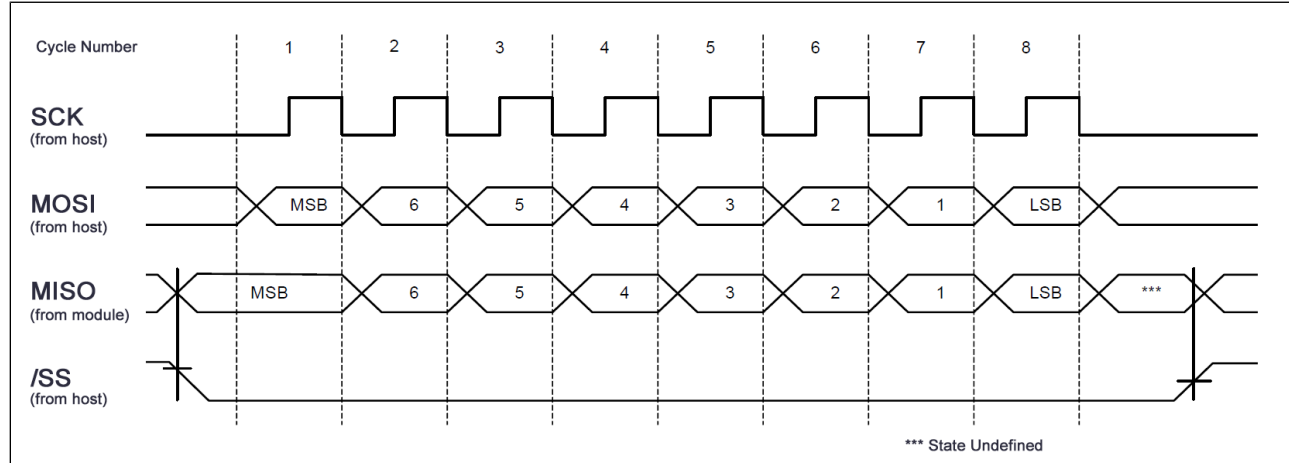 Cycle Number 1 2 3 4 5 6 7 8
SCK
(from host)
MOSI MSB 6 5 4 3 2 1 LSB
(from host)
MISO MSB 6 5 4 3 2 1 LSB ***
(from module)
/SS
(from host)
*** State Undefined